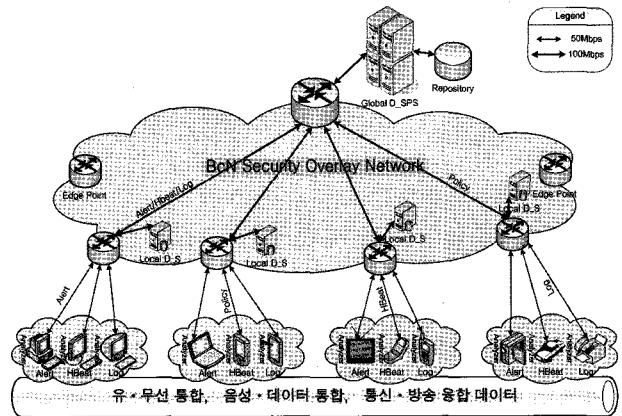 Legend
50Mbps
100Mbps
Global D_SPS
Repository
BcN Security Overlay Network
Edge Point
Edge Point
Alert/HBeat/Log
Policy
Local D_S
Local D_S
Local D_S
Local D_S
Alert
Policy
HBeat
Log
Alert HBeat Log
Alert HBeat Log
Alert HBeat Log
Alert HBeat Log
유·무선 통합, 음성·데이터 통합, 통신·방송 융합 데이터